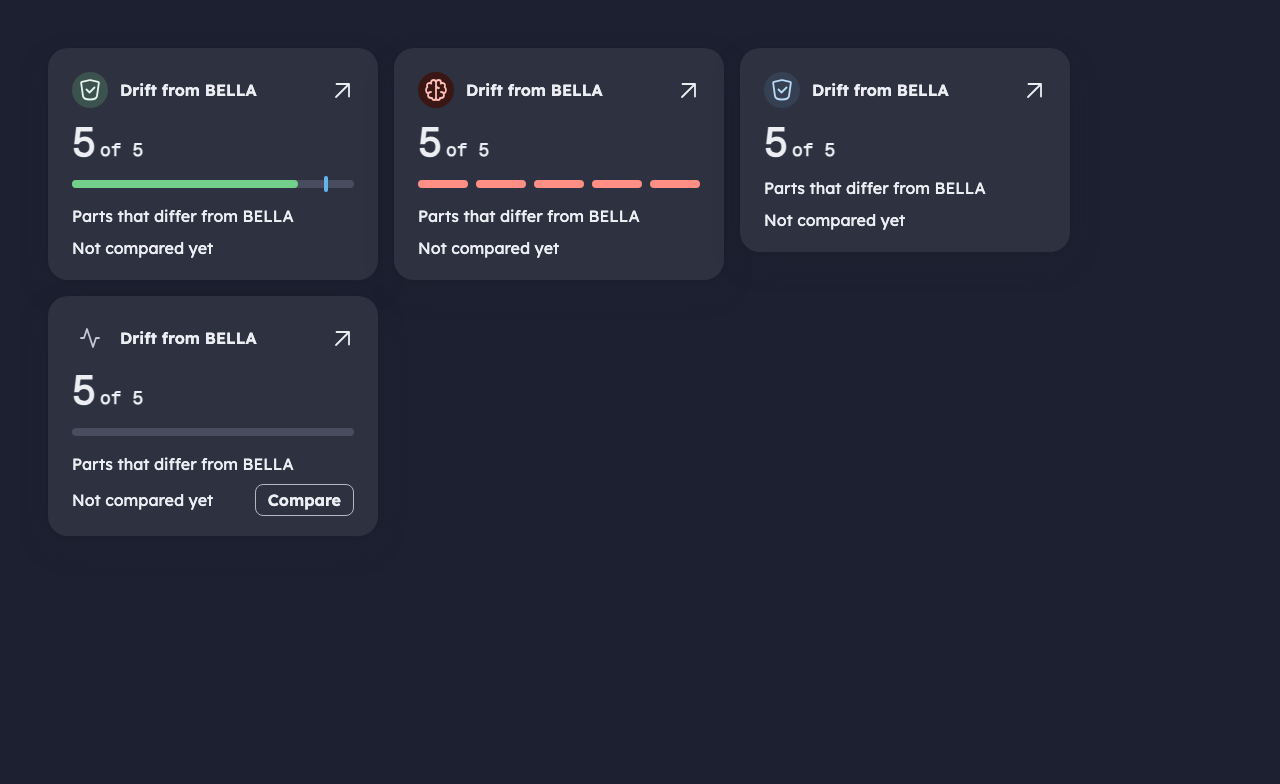 Drift from BELLA
5 of 5
Parts that differ from BELLA
Not compared yet
Drift from BELLA
5 of 5
Parts that differ from BELLA
Not compared yet
Drift from BELLA
5 of 5
Parts that differ from BELLA
Not compared yet
Drift from BELLA
5 of 5
Parts that differ from BELLA
Not compared yet Compare